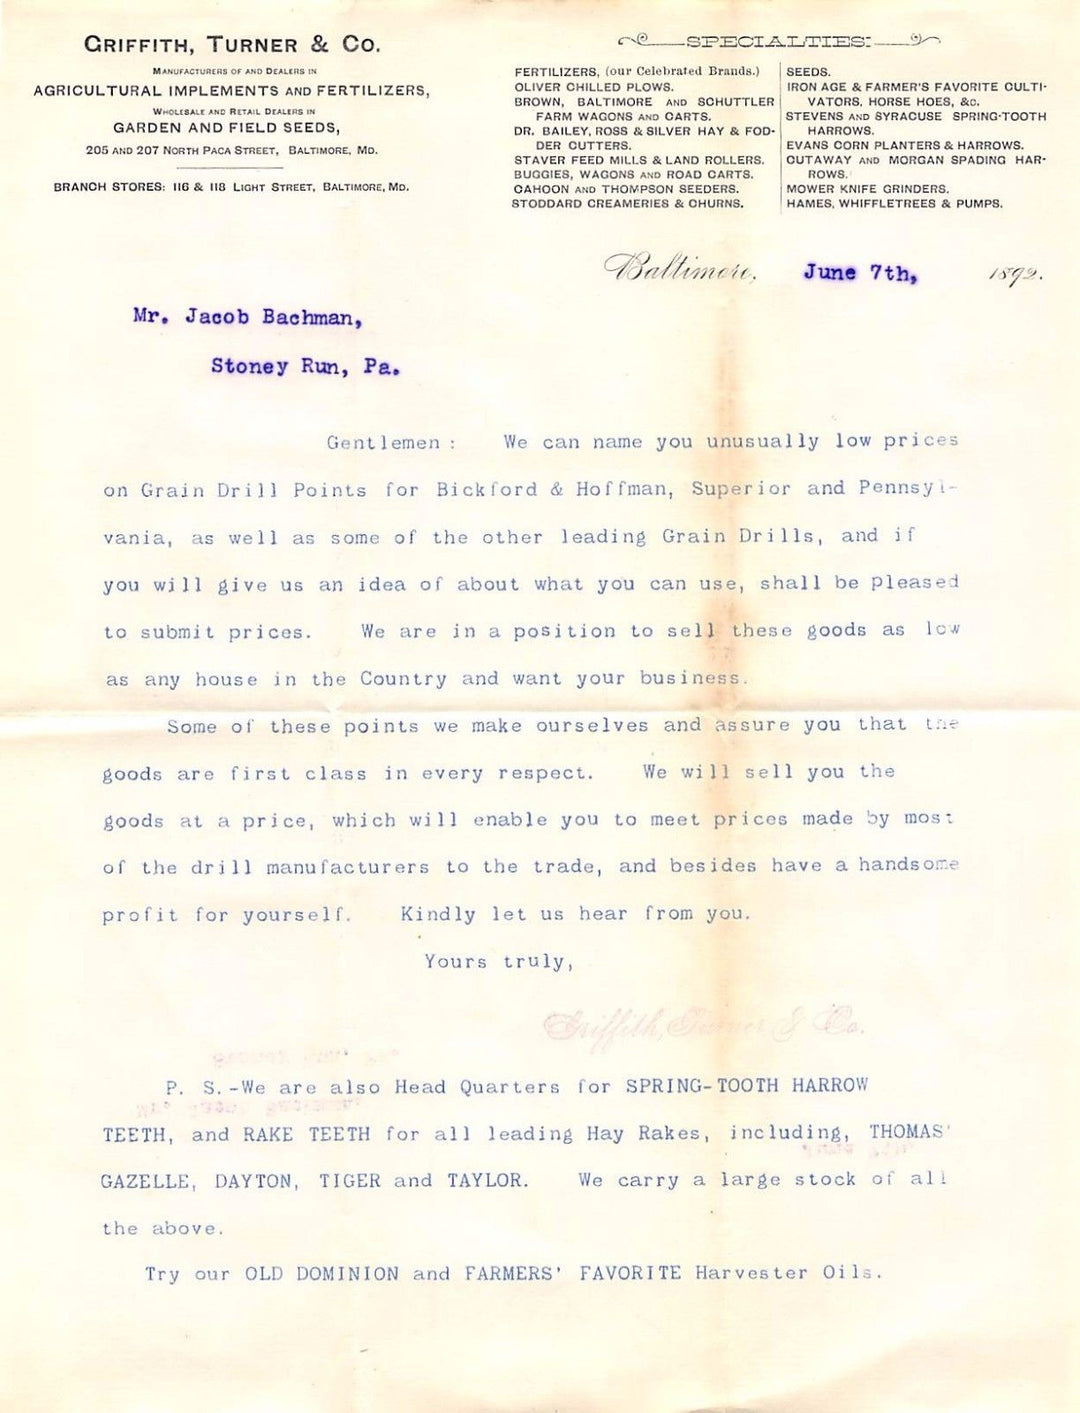 GRIFFITH, TURNER & CO.
MANUFACTURERS OF AND DEALERS IN
AGRICULTURAL IMPLEMENTS AND FERTILIZERS,
WHOLESALE AND RETAIL DEALERS IN
GARDEN AND FIELD SEEDS,
205 AND 207 NORTH PACA STREET, BALTIMORE, MD.
BRANCH STORES: 116 & 118 LIGHT STREET, BALTIMORE, MD.
SPECIALTIES:
FERTILIZERS, (our Celebrated Brands.)
OLIVER CHILLED PLOWS.
BROWN, BALTIMORE AND SCHUTTLER
FARM WAGONS AND CARTS.
DR. BAILEY, ROSS & SILVER HAY & FOD-
DER CUTTERS.
STAVER FEED MILLS & LAND ROLLERS.
BUGGIES, WAGONS AND ROAD CARTS.
CAHOON AND THOMPSON SEEDERS.
STODDARD CREAMERIES & CHURNS.
SEEDS.
IRON AGE & FARMER'S FAVORITE CULTI-
VATORS, HORSE HOES, &C.
STEVENS AND SYRACUSE SPRING-TOOTH
HARROWS.
EVANS CORN PLANTERS & HARROWS.
CUTAWAY AND MORGAN SPADING HAR-
ROWS.
MOWER KNIFE GRINDERS.
HAMES, WHIFFLETREES & PUMPS.
Baltimore, June 7th, 1892.
Mr. Jacob Bachman,
Stoney Run, Pa.
Gentlemen : We can name you unusually low prices
on Grain Drill Points for Bickford & Hoffman, Superior and Pennsyl-
vania, as well as some of the other leading Grain Drills, and if
you will give us an idea of about what you can use, shall be pleased
to submit prices. We are in a position to sell these goods as low
as any house in the Country and want your business.
Some of these points we make ourselves and assure you that the
goods are first class in every respect. We will sell you the
goods at a price, which will enable you to meet prices made by most
of the drill manufacturers to the trade, and besides have a handsome
profit for yourself. Kindly let us hear from you.
Yours truly,
Griffith, Turner & Co.
P. S.-We are also Head Quarters for SPRING-TOOTH HARROW
TEETH, and RAKE TEETH for all leading Hay Rakes, including, THOMAS'
GAZELLE, DAYTON, TIGER and TAYLOR. We carry a large stock of all
the above.
Try our OLD DOMINION and FARMERS' FAVORITE Harvester Oils.